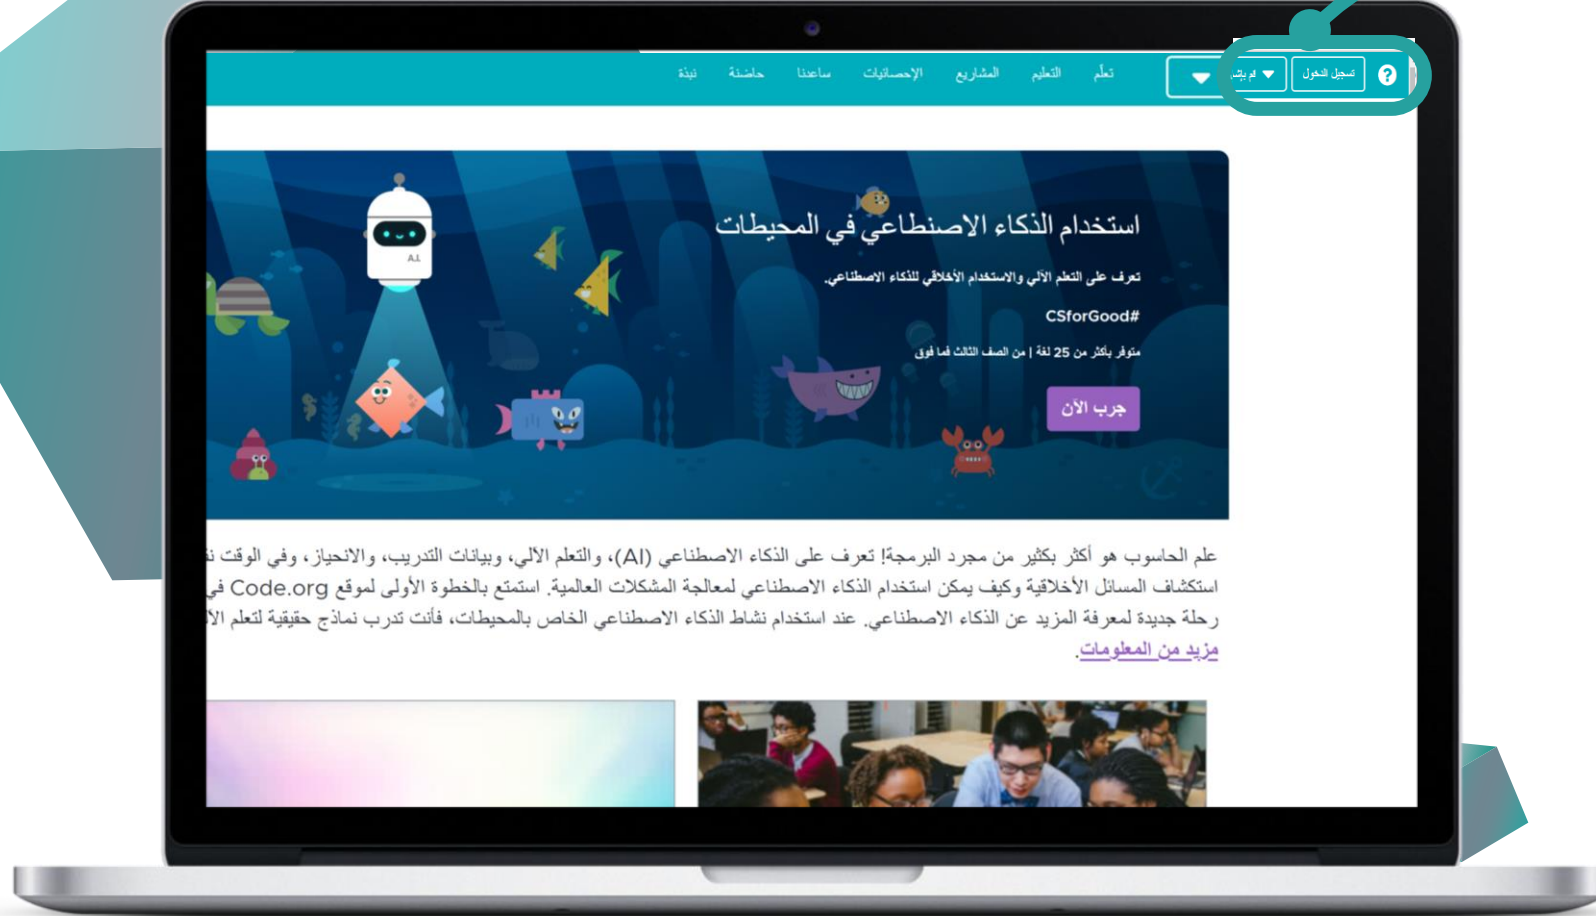 تسجيل الدخول
تعلّم التعليم المشاريع الإحصائيات ساعدنا حاضنة نبذة
استخدام الذكاء الاصنطاعي في المحيطات
تعرف على التعلم الآلي والاستخدام الأخلاقي للذكاء الاصطناعي.
#CSforGood
متوفر بأكثر من 25 لغة | من الصف الثالث فما فوق
جرب الآن
A.I.
علم الحاسوب هو أكثر بكثير من مجرد البرمجة! تعرف على الذكاء الاصطناعي (AI)، والتعلم الآلي، وبيانات التدريب، والانحياز، وفي الوقت
استكشاف المسائل الأخلاقية وكيف يمكن استخدام الذكاء الاصطناعي لمعالجة المشكلات العالمية. استمتع بالخطوة الأولى لموقع Code.org في
رحلة جديدة لمعرفة المزيد عن الذكاء الاصطناعي. عند استخدام نشاط الذكاء الاصطناعي الخاص بالمحيطات، فأنت تدرب نماذج حقيقية لتعلم
مزيد من المعلومات.